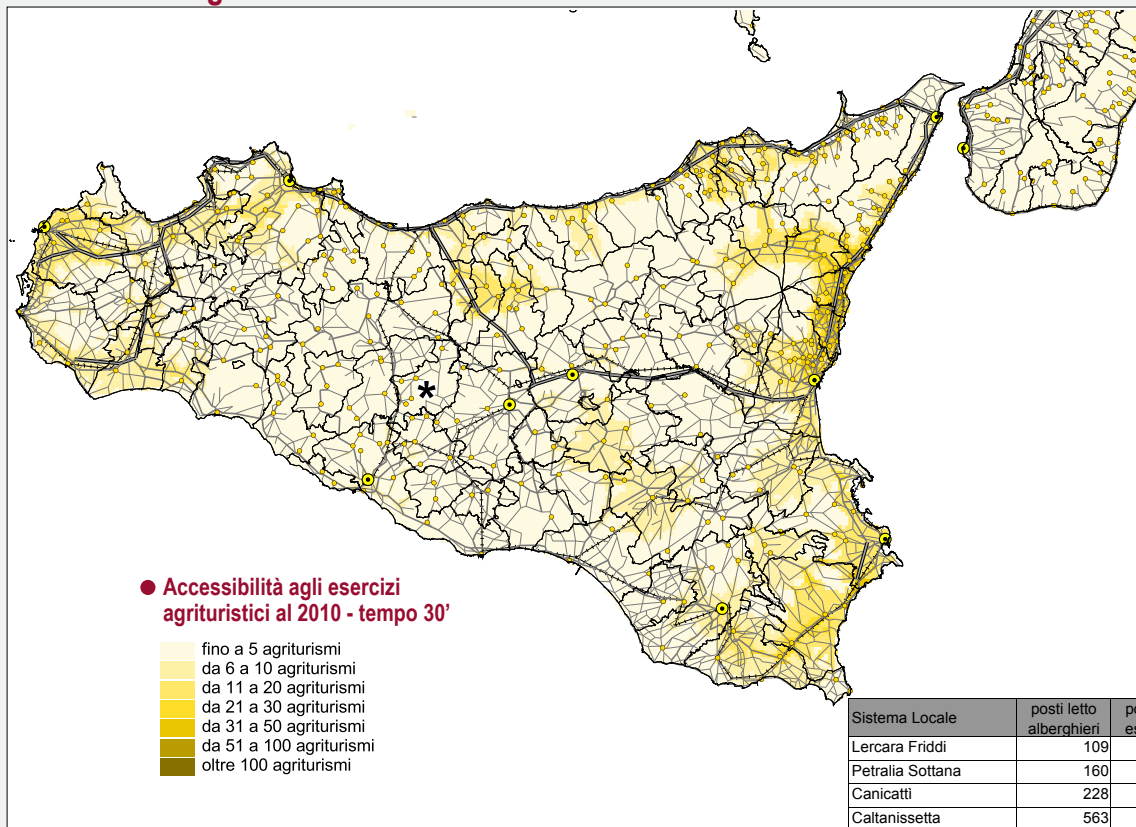 Accessibilità agli esercizi
agrituristici al 2010 - tempo 30'
fino a 5 agriturismi
da 6 a 10 agriturismi
da 11 a 20 agriturismi
da 21 a 30 agriturismi
da 31 a 50 agriturismi
da 51 a 100 agriturismi
oltre 100 agriturismi
*
Sistema Locale posti letto alberghieri
Lercara Friddi 109
Petralia Sottana 160
Canicattì 228
Caltanissetta 563